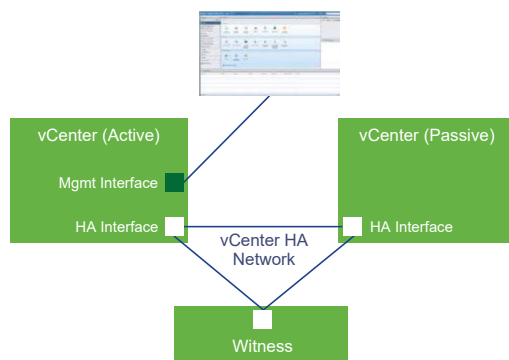 vCenter (Active)
vCenter (Passive)
Mgmt Interface
HA Interface
HA Interface
vCenter HA
Network
Witness